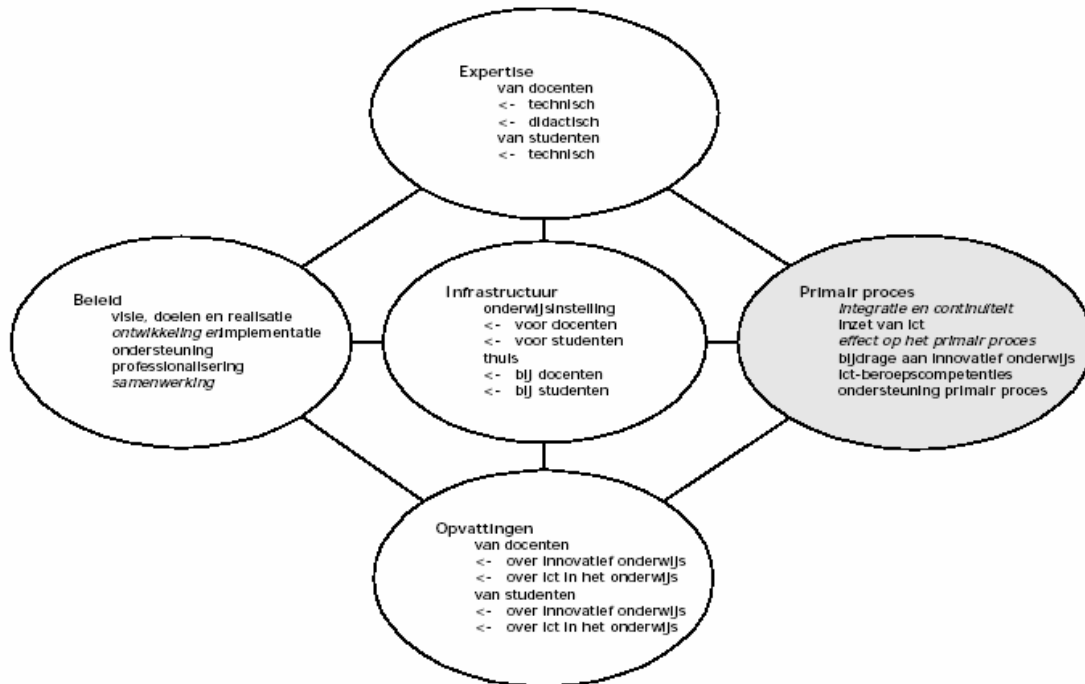 Expertise
van docenten
<- technisch
<- didactisch
van studenten
<- technisch
Beleid
visie, doelen en realisatie
ontwikkeling en implementatie
ondersteuning
professionalisering
samenwerking
Infrastructuur
onderwijsinstelling
<- voor docenten
<- voor studenten
thuis
<- bij docenten
<- bij studenten
Primair proces
integratie en continuïteit
inzet van ict
effect op het primair proces
bijdrage aan innovatief onderwijs
ict-beroepscompetenties
ondersteuning primair proces
Opvattingen
van docenten
<- over innovatief onderwijs
<- over ict in het onderwijs
van studenten
<- over innovatief onderwijs
<- over ict in het onderwijs